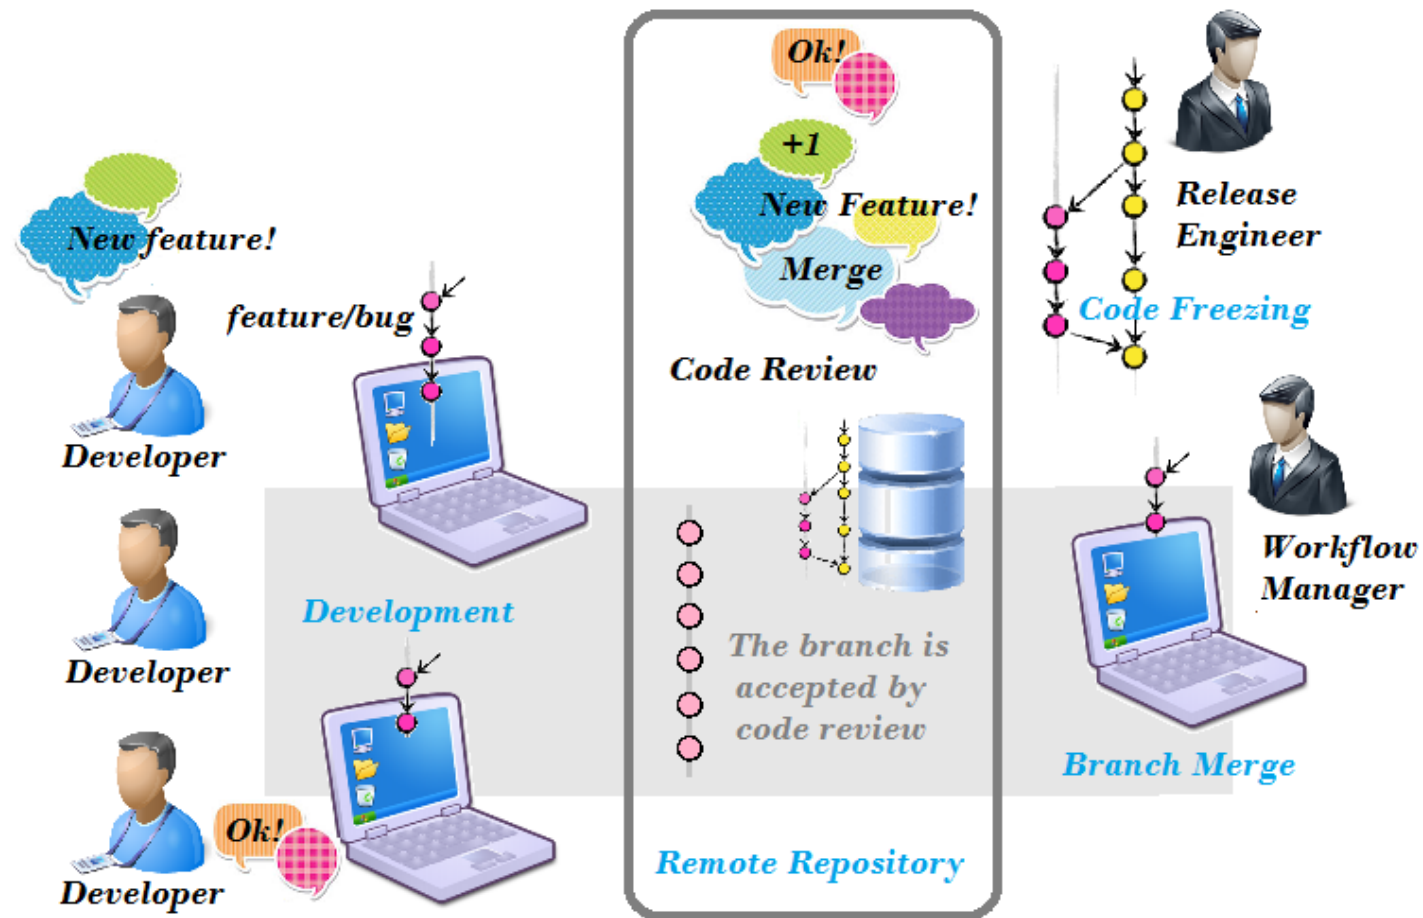 New feature!
feature/bug
Developer
Developer
Developer
Ok!
Development
Ok!
+1
New Feature!
Merge
Code Review
The branch is
accepted by
code review
Remote Repository
Release
Engineer
Code Freezing
Workflow
Manager
Branch Merge